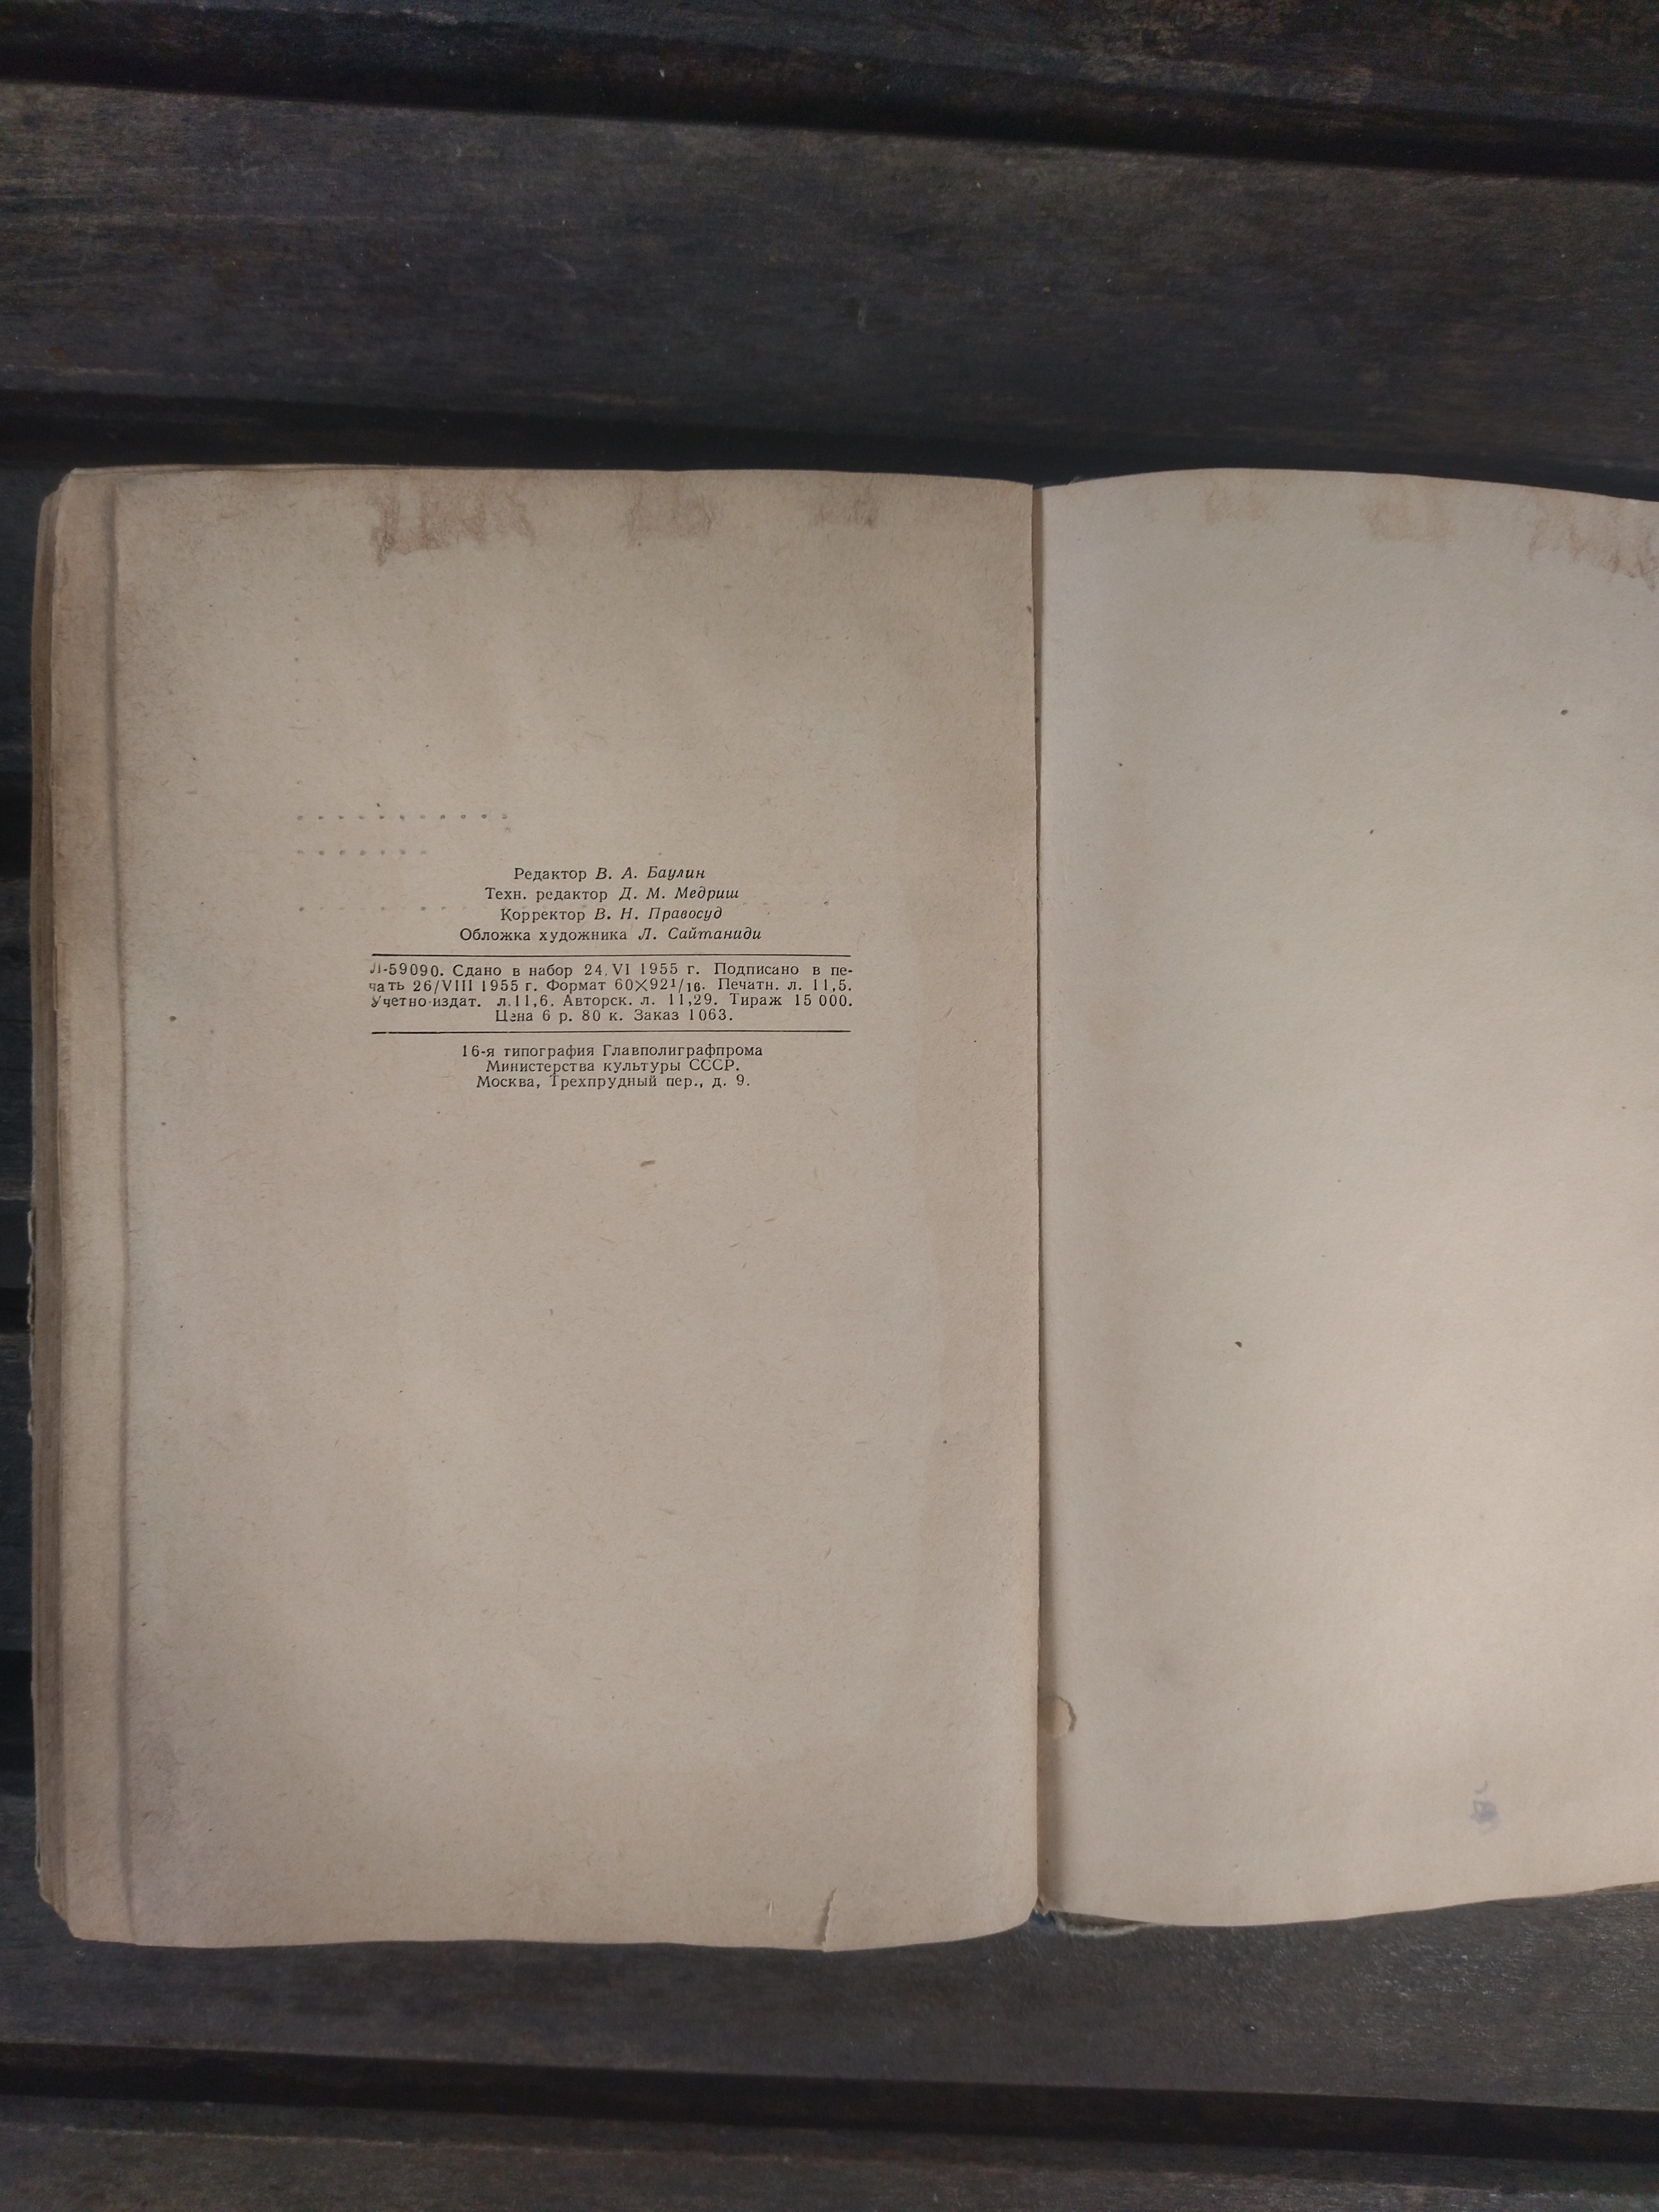 Редактор В. А. Баулин
Техн. редактор Д. М. Медриш
Корректор В. Н. Правосуд
Обложка художника Л. Сайтаниди
Л-59090. Сдано в набор 24.VI 1955 г. Подписано в пе-
чать 26/VIII 1955 г. Формат 60×92 1/16. Печатн. л. 11,5.
Учетно-издат. л.11,6. Авторск. л. 11,29. Тираж 15 000.
Цена 6 р. 80 к. Заказ 1063.
16-я типография Главполиграфпрома
Министерства культуры СССР.
Москва, Трехпрудный пер., д. 9.